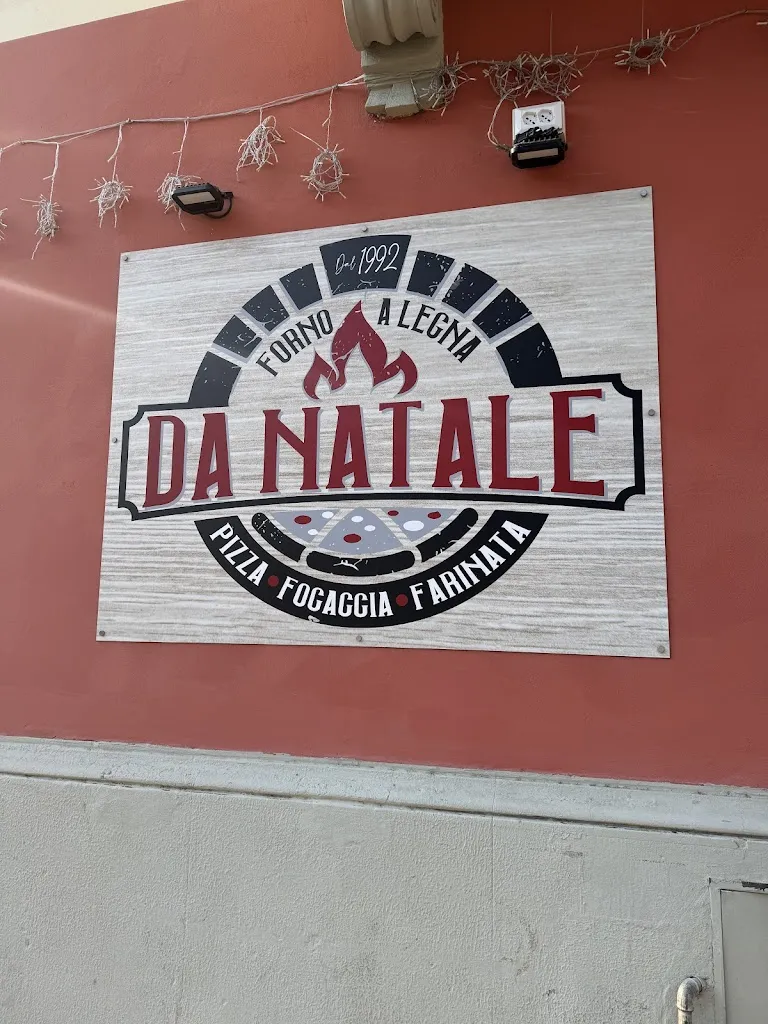 Dal 1992
FORNO A LEGNA
DA NATALE
PIZZA • FOCACCIA • FARINATA